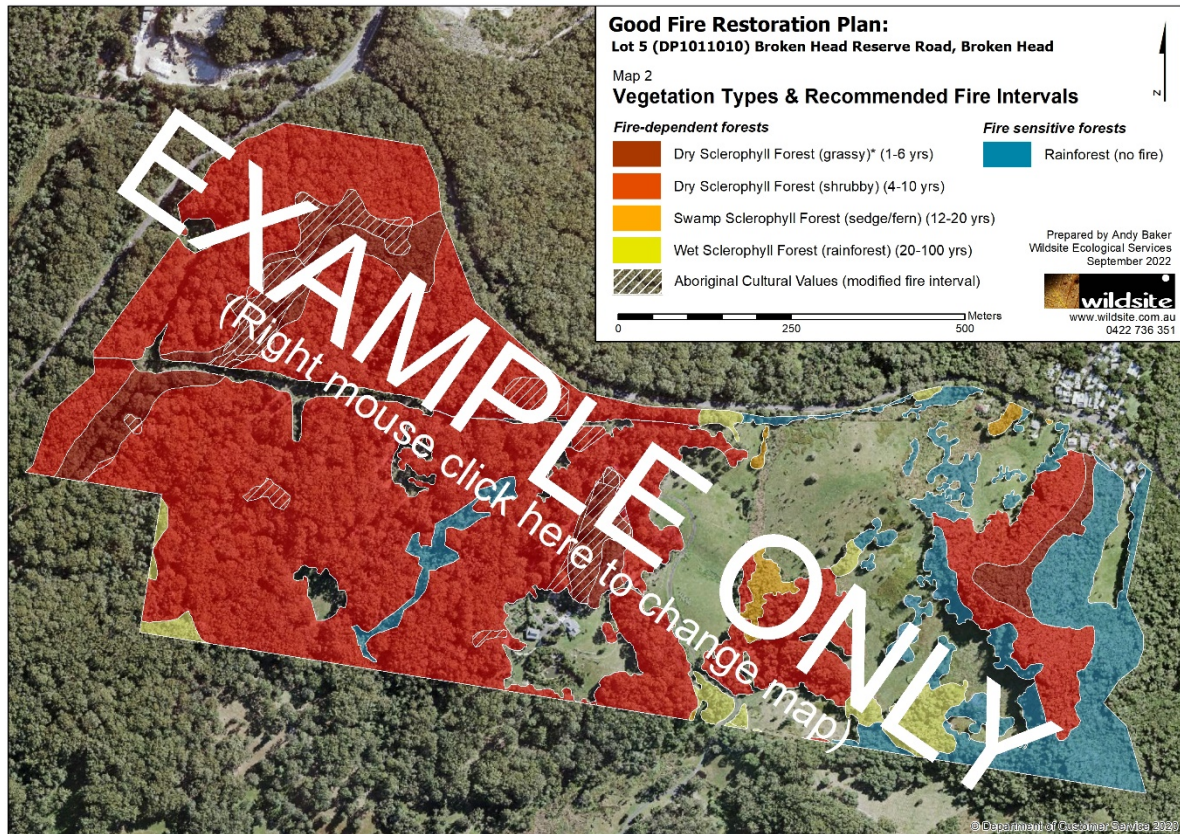 Good Fire Restoration Plan:
Lot 5 (DP1011010) Broken Head Reserve Road, Broken Head
Map 2
Vegetation Types & Recommended Fire Intervals
Fire-dependent forests
Dry Sclerophyll Forest (grassy)* (1-6 yrs)
Dry Sclerophyll Forest (shrubby) (4-10 yrs)
Swamp Sclerophyll Forest (sedge/fern) (12-20 yrs)
Wet Sclerophyll Forest (rainforest) (20-100 yrs)
Aboriginal Cultural Values (modified fire interval)
Fire sensitive forests
Rainforest (no fire)
N
Prepared by Andy Baker
Wildsite Ecological Services
September 2022
wildsite
www.wildsite.com.au
0422 736 351
Meters
0 250 500
EXAMPLE ONLY
(Right mouse click here to change map)
© Department of Customer Service 2020